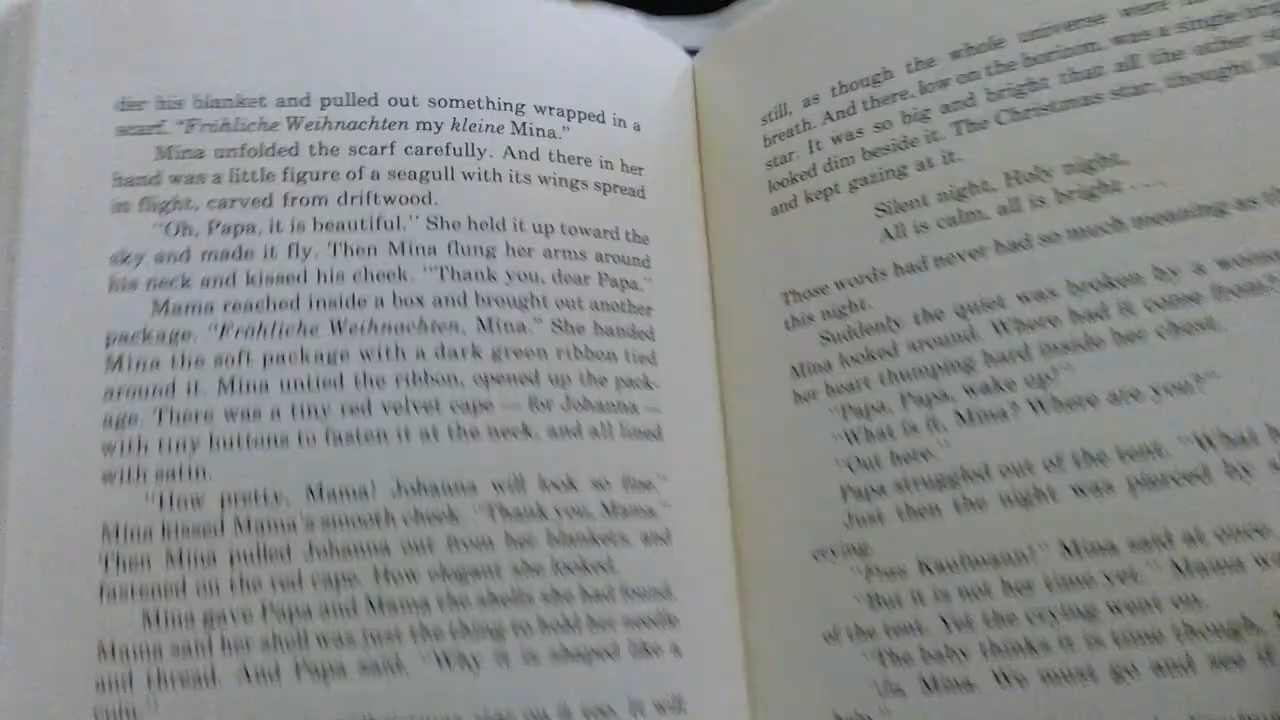 der his blanket and pulled out something wrapped in a
scarf. "Fröhliche Weihnachten my kleine Mina."
Mina unfolded the scarf carefully. And there in her
hand was a little figure of a seagull with its wings spread
in flight, carved from driftwood.
"Oh, Papa, it is beautiful." She held it up toward the
sky and made it fly. Then Mina flung her arms around
his neck and kissed his cheek. "Thank you, dear Papa."
Mama reached inside a box and brought out another
package. "Fröhliche Weihnachten, Mina." She handed
Mina the soft package with a dark green ribbon tied
around it. Mina untied the ribbon, opened up the pack-
age. There was a tiny red velvet cape — for Johanna —
with tiny buttons to fasten it at the neck, and all lined
with satin.
"How pretty, Mama! Johanna will look so fine."
Mina kissed Mama's smooth cheek. "Thank you, Mama."
Then Mina pulled Johanna out from her blankets and
fastened on the red cape. How elegant she looked.
Mina gave Papa and Mama the shells she had found.
Mama said her shell was just the thing to hold her needle
and thread. And Papa said, "Why it is shaped like a
it too. It will
still, as though the whole universe were
breath. And there, low on the horizon, was a single
star. It was so big and bright that all the other
looked dim beside it. The Christmas star, thought
and kept gazing at it.
Silent night, Holy night,
All is calm, all is bright . . .
Those words had never had so much meaning as
this night.
Suddenly the quiet was broken by a
Mina looked around. Where had it come from?
her heart thumping hard inside her chest.
"Papa, Papa, wake up!"
"What is it, Mina? Where are you?"
"Out here."
Papa struggled out of the tent. "What
Just then the night was pierced by
crying.
"Frau Kaufmann!" Mina said at once.
"But it is not her time yet." Mama
of the tent. Yet the crying went on.
"The baby thinks it is time though,
"Ja, Mina. We must go and see
baby."